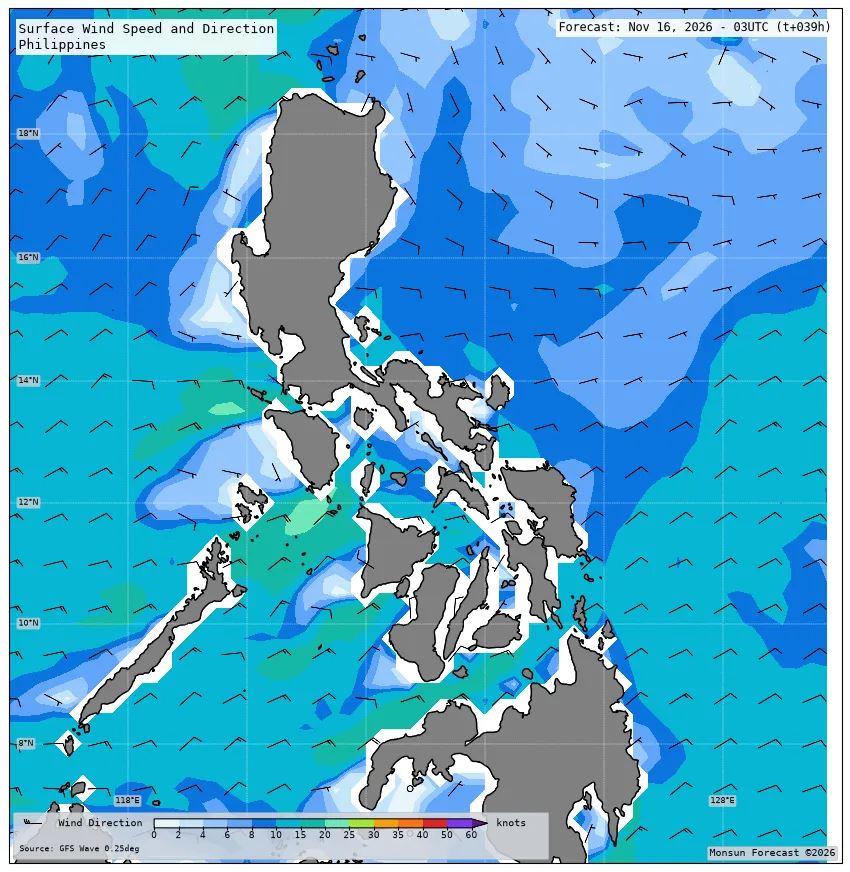 Surface Wind Speed and Direction
Philippines
Forecast: Nov 16, 2026 - 03UTC (t+039h)
18°N
16°N
14°N
12°N
10°N
8°N
118°E
128°E
Wind Direction
0 2 4 6 8 10 15 20 25 30 35 40 50 60
knots
Source: GFS Wave 0.25deg
Monsun Forecast ©2026